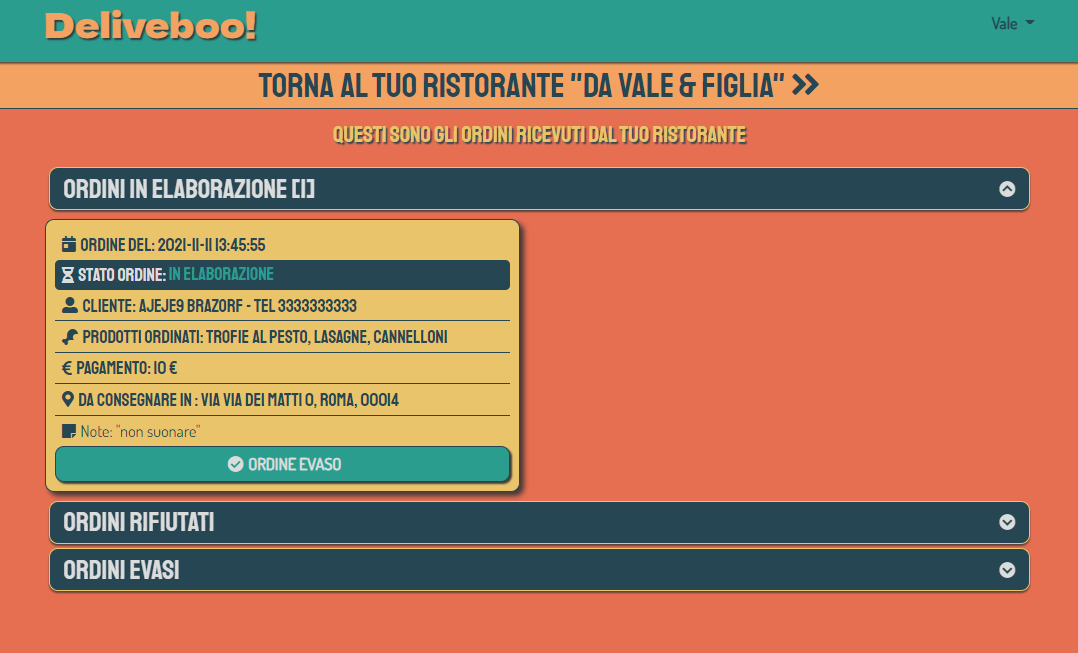 Deliveboo!
Vale
TORNA AL TUO RISTORANTE "DA VALE & FIGLIA"
QUESTI SONO GLI ORDINI RICEVUTI DAL TUO RISTORANTE
ORDINI IN ELABORAZIONE [1]
ORDINE DEL: 2021-11-11 13:45:55
STATO ORDINE: IN ELABORAZIONE
CLIENTE: AJEJE9 BRAZORF - TEL 3333333333
PRODOTTI ORDINATI: TROFIE AL PESTO, LASAGNE, CANNELLONI
€ PAGAMENTO: 10 €
DA CONSEGNARE IN : VIA VIA DEI MATTI 0, ROMA, 00014
Note: "non suonare"
ORDINE EVASO
ORDINI RIFIUTATI
ORDINI EVASI